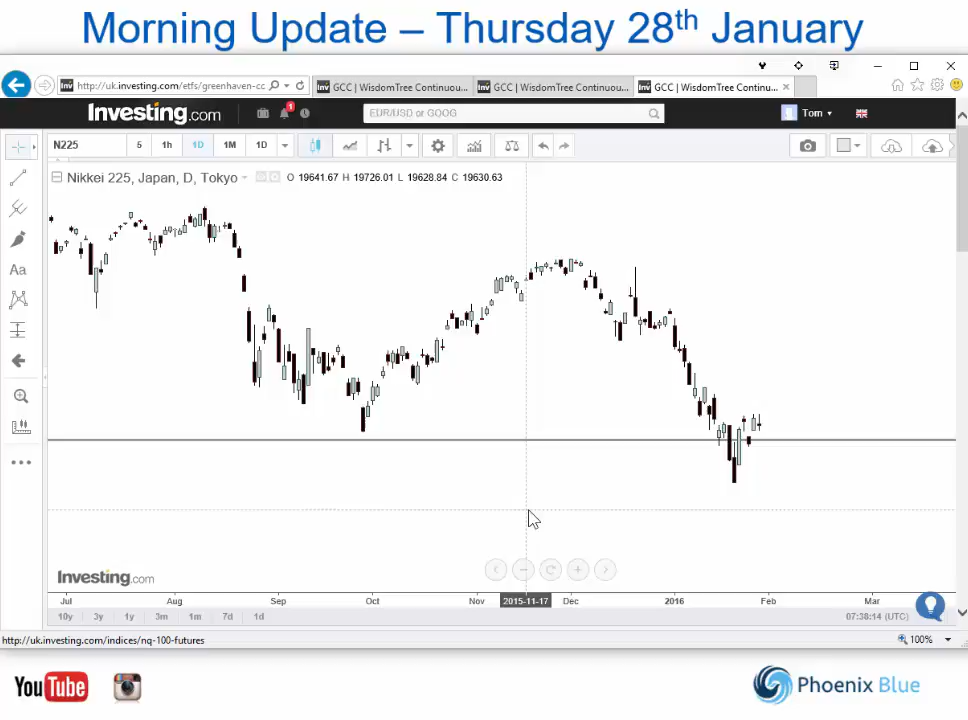 Morning Update – Thursday 28th January
http://uk.investing.com/etfs/greenhaven-cc
GCC | WisdomTree Continuou...
GCC | WisdomTree Continuou...
GCC | WisdomTree Continu...
Investing.com
1
EUR/USD or GOOG
Tom
N225
5
1h
1D
1M
1D
Nikkei 225, Japan, D, Tokyo
O 19641.67 H 19726.01 L 19628.84 C 19630.63
Aa
Investing.com
Jul
Aug
Sep
Oct
Nov
2015-11-17
Dec
2016
Feb
Mar
10y
3y
1y
3m
1m
7d
1d
07:38:14 (UTC)
http://uk.investing.com/indices/nq-100-futures
100%
YouTube
Phoenix Blue